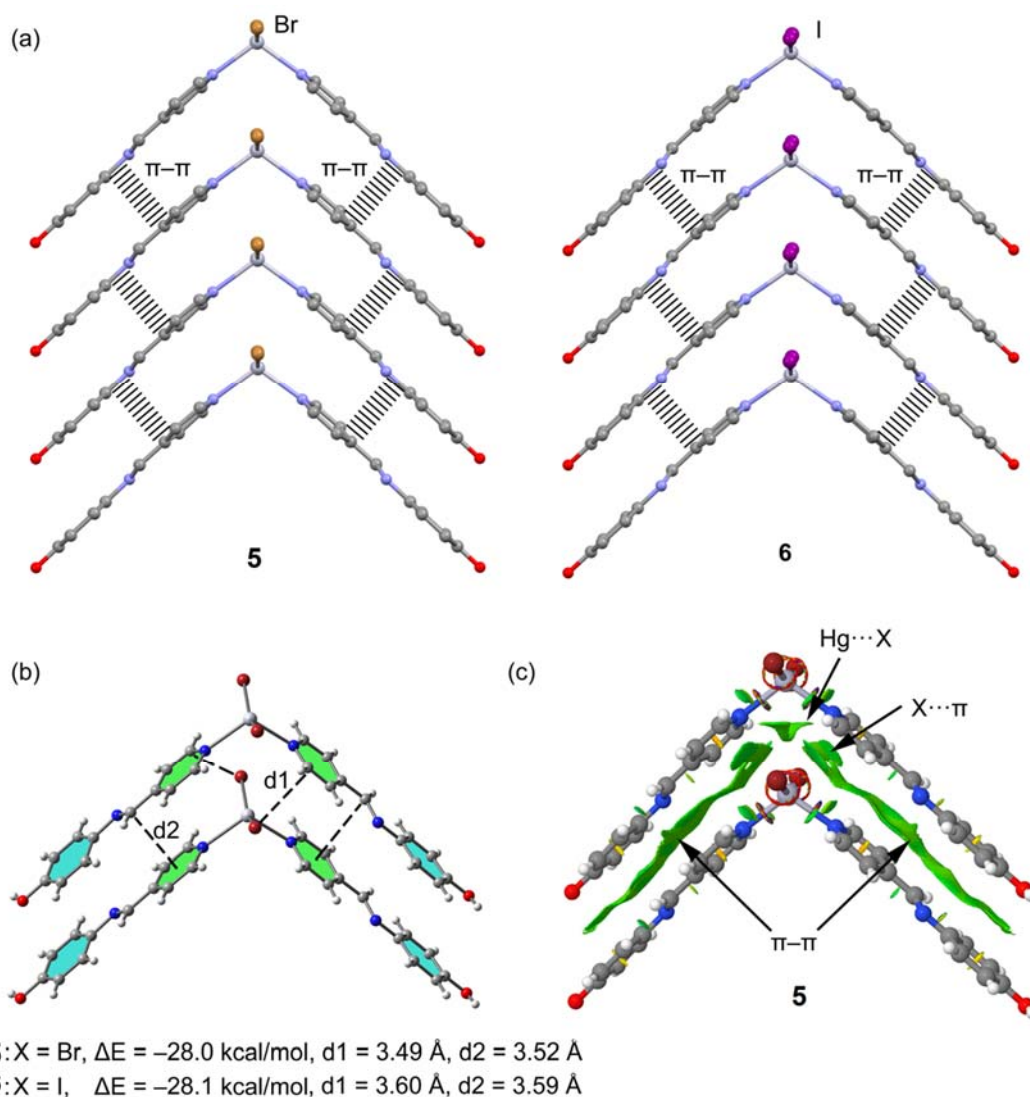 (a)
Br
I
π–π π–π
π–π π–π
5
6
(b)
(c)
Hg···X
X···π
d1
d2
π–π
5
: X = Br, ΔE = –28.0 kcal/mol, d1 = 3.49 Å, d2 = 3.52 Å
: X = I, ΔE = –28.1 kcal/mol, d1 = 3.60 Å, d2 = 3.59 Å